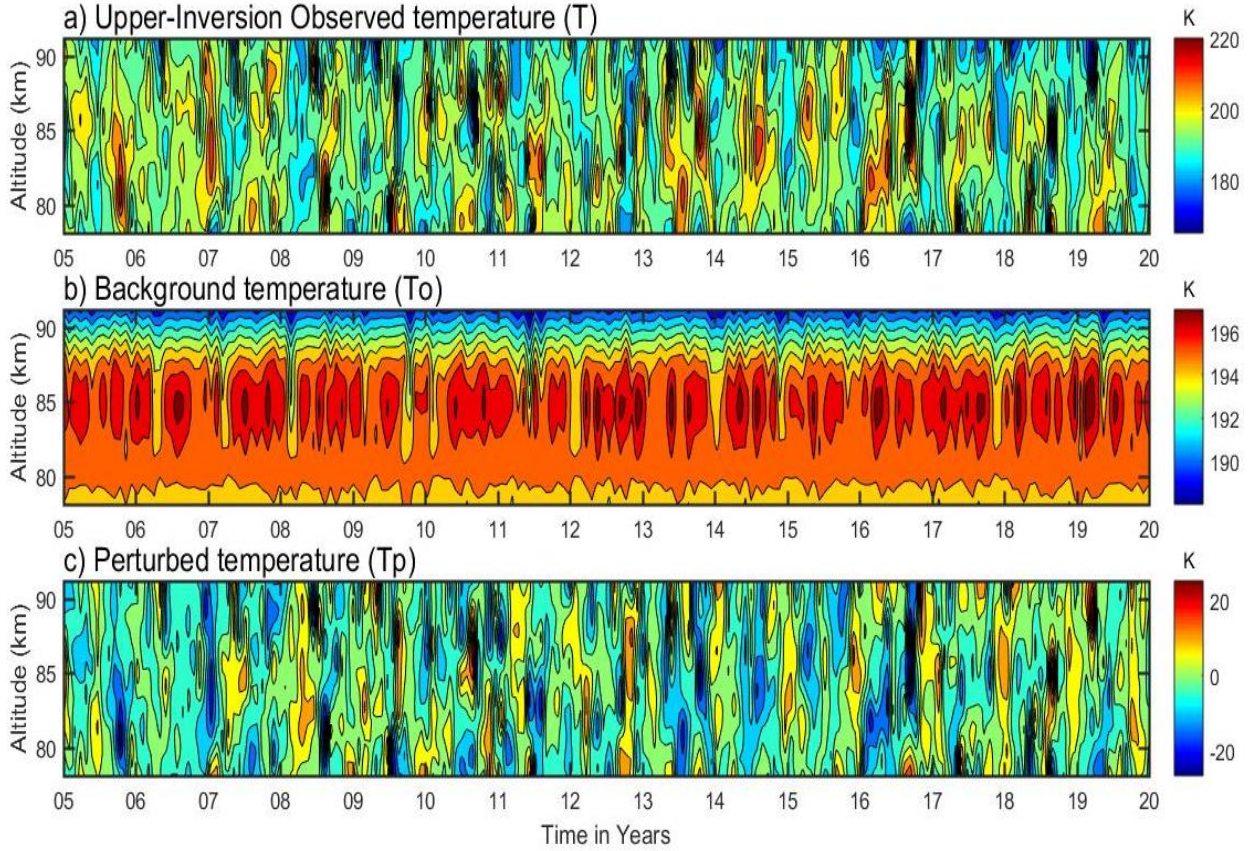 a) Upper-Inversion Observed temperature (T)
K
Altitude (km)
90
85
80
220
200
180
05 06 07 08 09 10 11 12 13 14 15 16 17 18 19 20
b) Background temperature (To)
K
Altitude (km)
90
85
80
196
194
192
190
05 06 07 08 09 10 11 12 13 14 15 16 17 18 19 20
c) Perturbed temperature (Tp)
K
Altitude (km)
90
85
80
20
0
-20
05 06 07 08 09 10 11 12 13 14 15 16 17 18 19 20
Time in Years